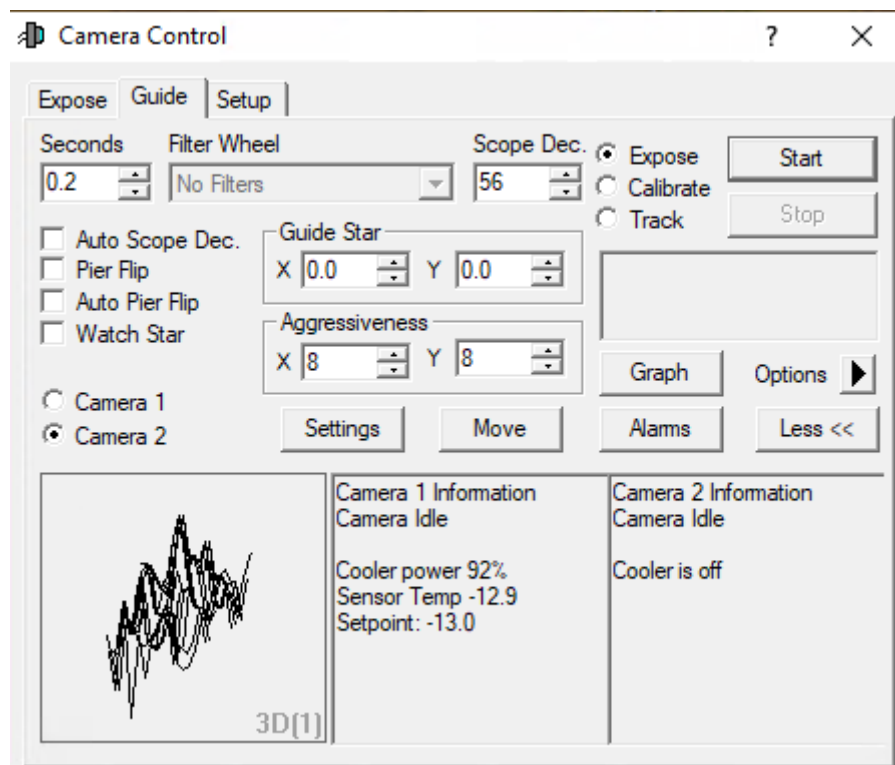 Camera Control ?
Expose Guide Setup
Seconds Filter Wheel Scope Dec.
0.2 No Filters 56
Expose
Calibrate
Track
Start
Stop
Auto Scope Dec.
Pier Flip
Auto Pier Flip
Watch Star
Guide Star
X 0.0 Y 0.0
Aggressiveness
X 8 Y 8
Graph Options
Camera 1
Camera 2
Settings Move Alarms Less <<
3D(1)
Camera 1 Information
Camera Idle
Cooler power 92%
Sensor Temp -12.9
Setpoint: -13.0
Camera 2 Information
Camera Idle
Cooler is off